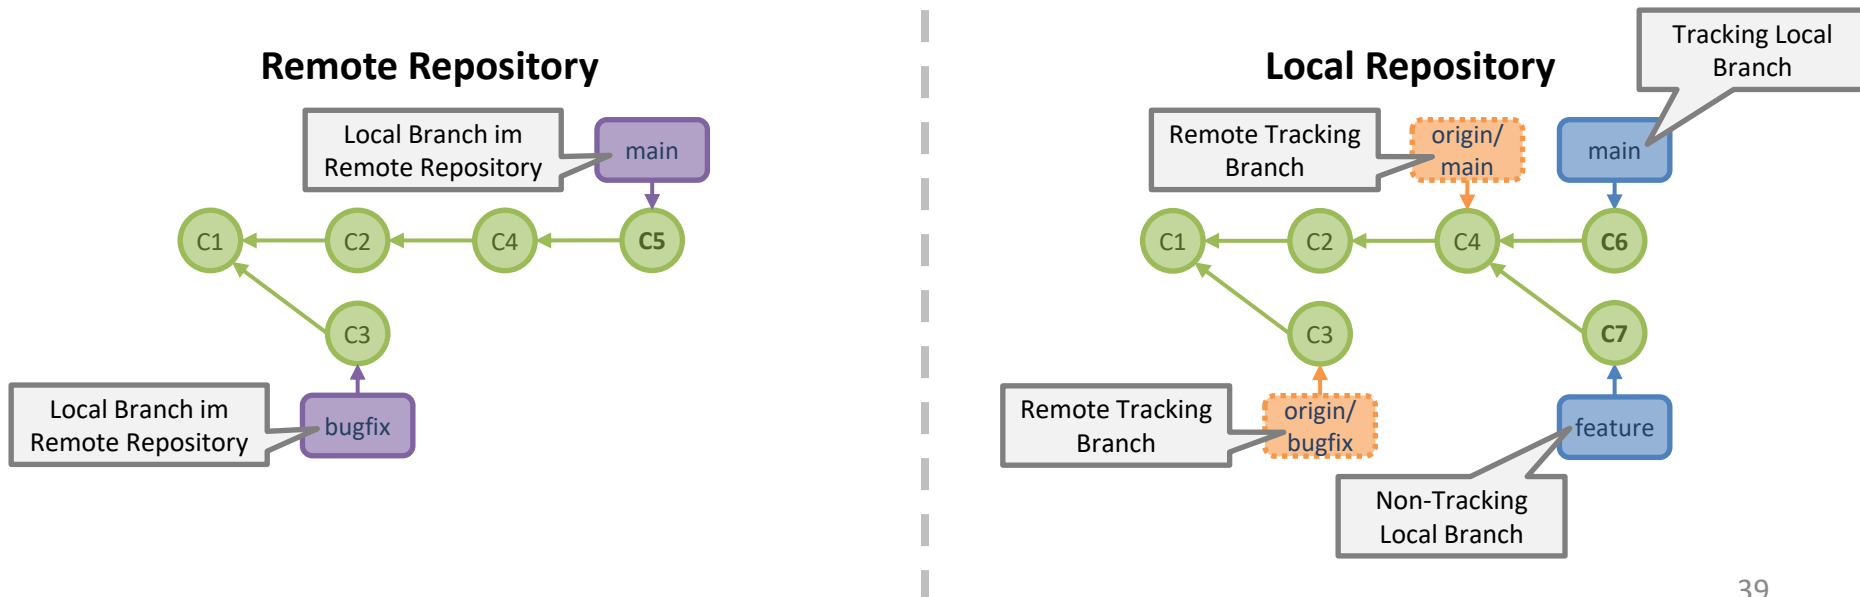 Remote Repository
Local Branch im
Remote Repository
main
C1
C2
C4
C5
C3
Local Branch im
Remote Repository
bugfix
Local Repository
Tracking Local
Branch
Remote Tracking
Branch
origin/
main
main
C1
C2
C4
C6
C3
C7
Remote Tracking
Branch
origin/
bugfix
feature
Non-Tracking
Local Branch
39